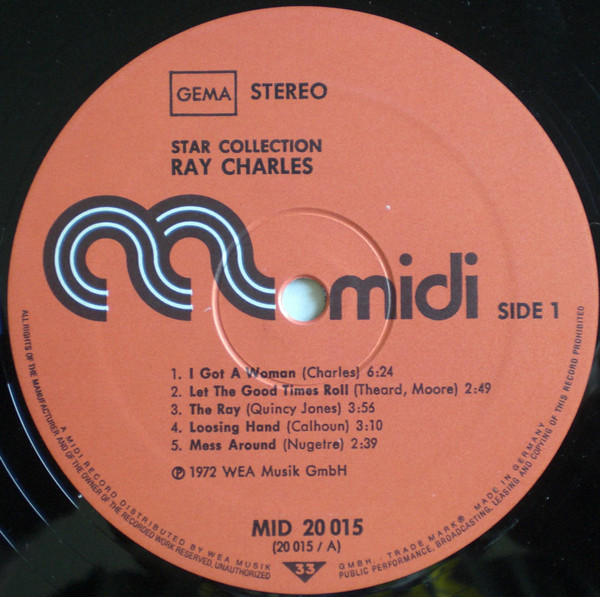 GEMA STEREO
STAR COLLECTION
RAY CHARLES
midi SIDE 1
1. I Got A Woman (Charles) 6:24
2. Let The Good Times Roll (Theard, Moore) 2:49
3. The Ray (Quincy Jones) 3:56
4. Loosing Hand (Calhoun) 3:10
5. Mess Around (Nugetre) 2:39
Ⓟ 1972 WEA Musik GmbH
MID 20 015
(20 015 / A)
33
ALL RIGHTS OF THE MANUFACTURER AND OF THE OWNER OF THE RECORDED WORK RESERVED, UNAUTHORIZED PUBLIC PERFORMANCE, BROADCASTING, LEASING AND COPYING OF THIS RECORD PROHIBITED
A MIDI RECORD DISTRIBUTED BY WEA MUSIK GMBH. · TRADE MARK® · MADE IN GERMANY